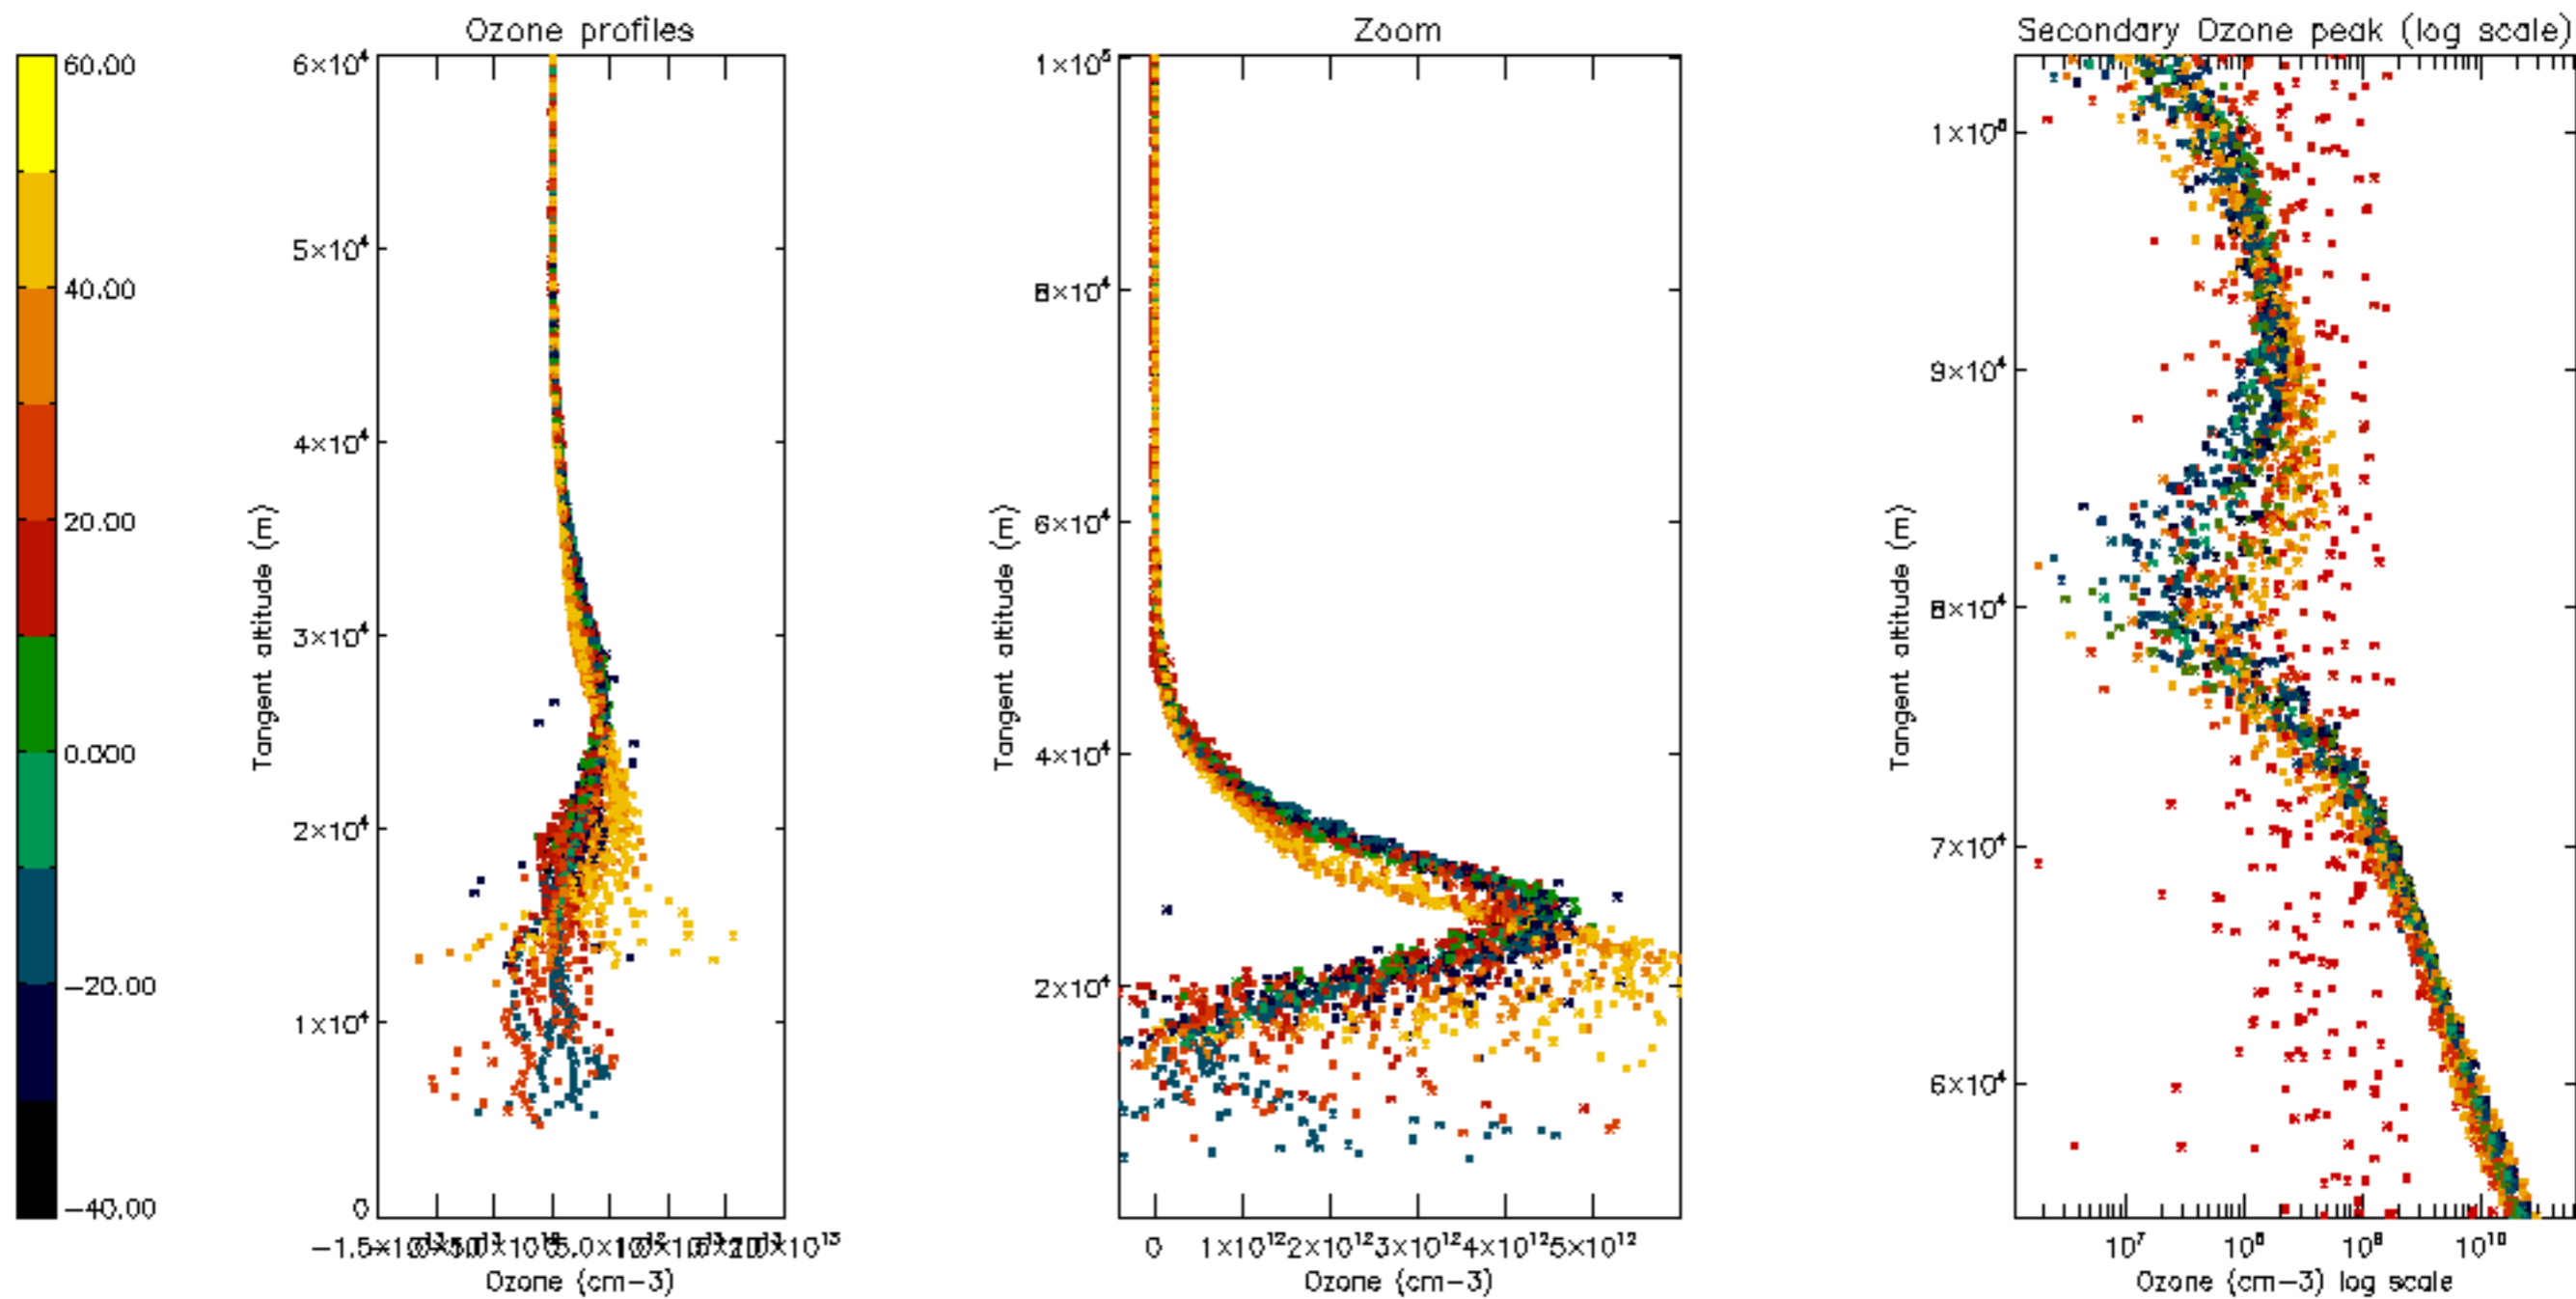 Ozone profiles
Zoom
Secondary Ozone peak (log scale)
60.00
40.00
20.00
0.000
−20.00
−40.00
6×10⁴
5×10⁴
4×10⁴
3×10⁴
2×10⁴
1×10⁴
0
Tangent altitude (m)
Ozone (cm−3)
1×10⁵
8×10⁴
6×10⁴
4×10⁴
2×10⁴
Tangent altitude (m)
0 1×10¹² 2×10¹² 3×10¹² 4×10¹² 5×10¹²
Ozone (cm−3)
9×10⁴
8×10⁴
7×10⁴
6×10⁴
Tangent altitude (m)
10⁷ 10⁸ 10⁹ 10¹⁰
Ozone (cm−3) log scale